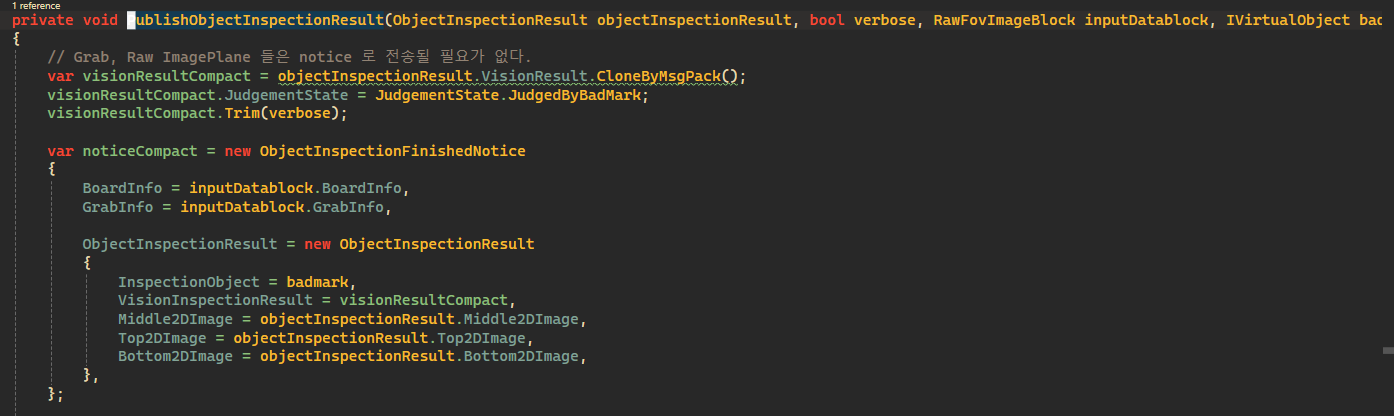 1 reference
private void PublishObjectInspectionResult(ObjectInspectionResult objectInspectionResult, bool verbose, RawFovImageBlock inputDatablock, IVirtualObject bad
{
// Grab, Raw ImagePlane 들은 notice 로 전송될 필요가 없다.
var visionResultCompact = objectInspectionResult.VisionResult.CloneByMsgPack();
visionResultCompact.JudgementState = JudgementState.JudgedByBadMark;
visionResultCompact.Trim(verbose);
var noticeCompact = new ObjectInspectionFinishedNotice
{
BoardInfo = inputDatablock.BoardInfo,
GrabInfo = inputDatablock.GrabInfo,
ObjectInspectionResult = new ObjectInspectionResult
{
InspectionObject = badmark,
VisionInspectionResult = visionResultCompact,
Middle2DImage = objectInspectionResult.Middle2DImage,
Top2DImage = objectInspectionResult.Top2DImage,
Bottom2DImage = objectInspectionResult.Bottom2DImage,
},
};